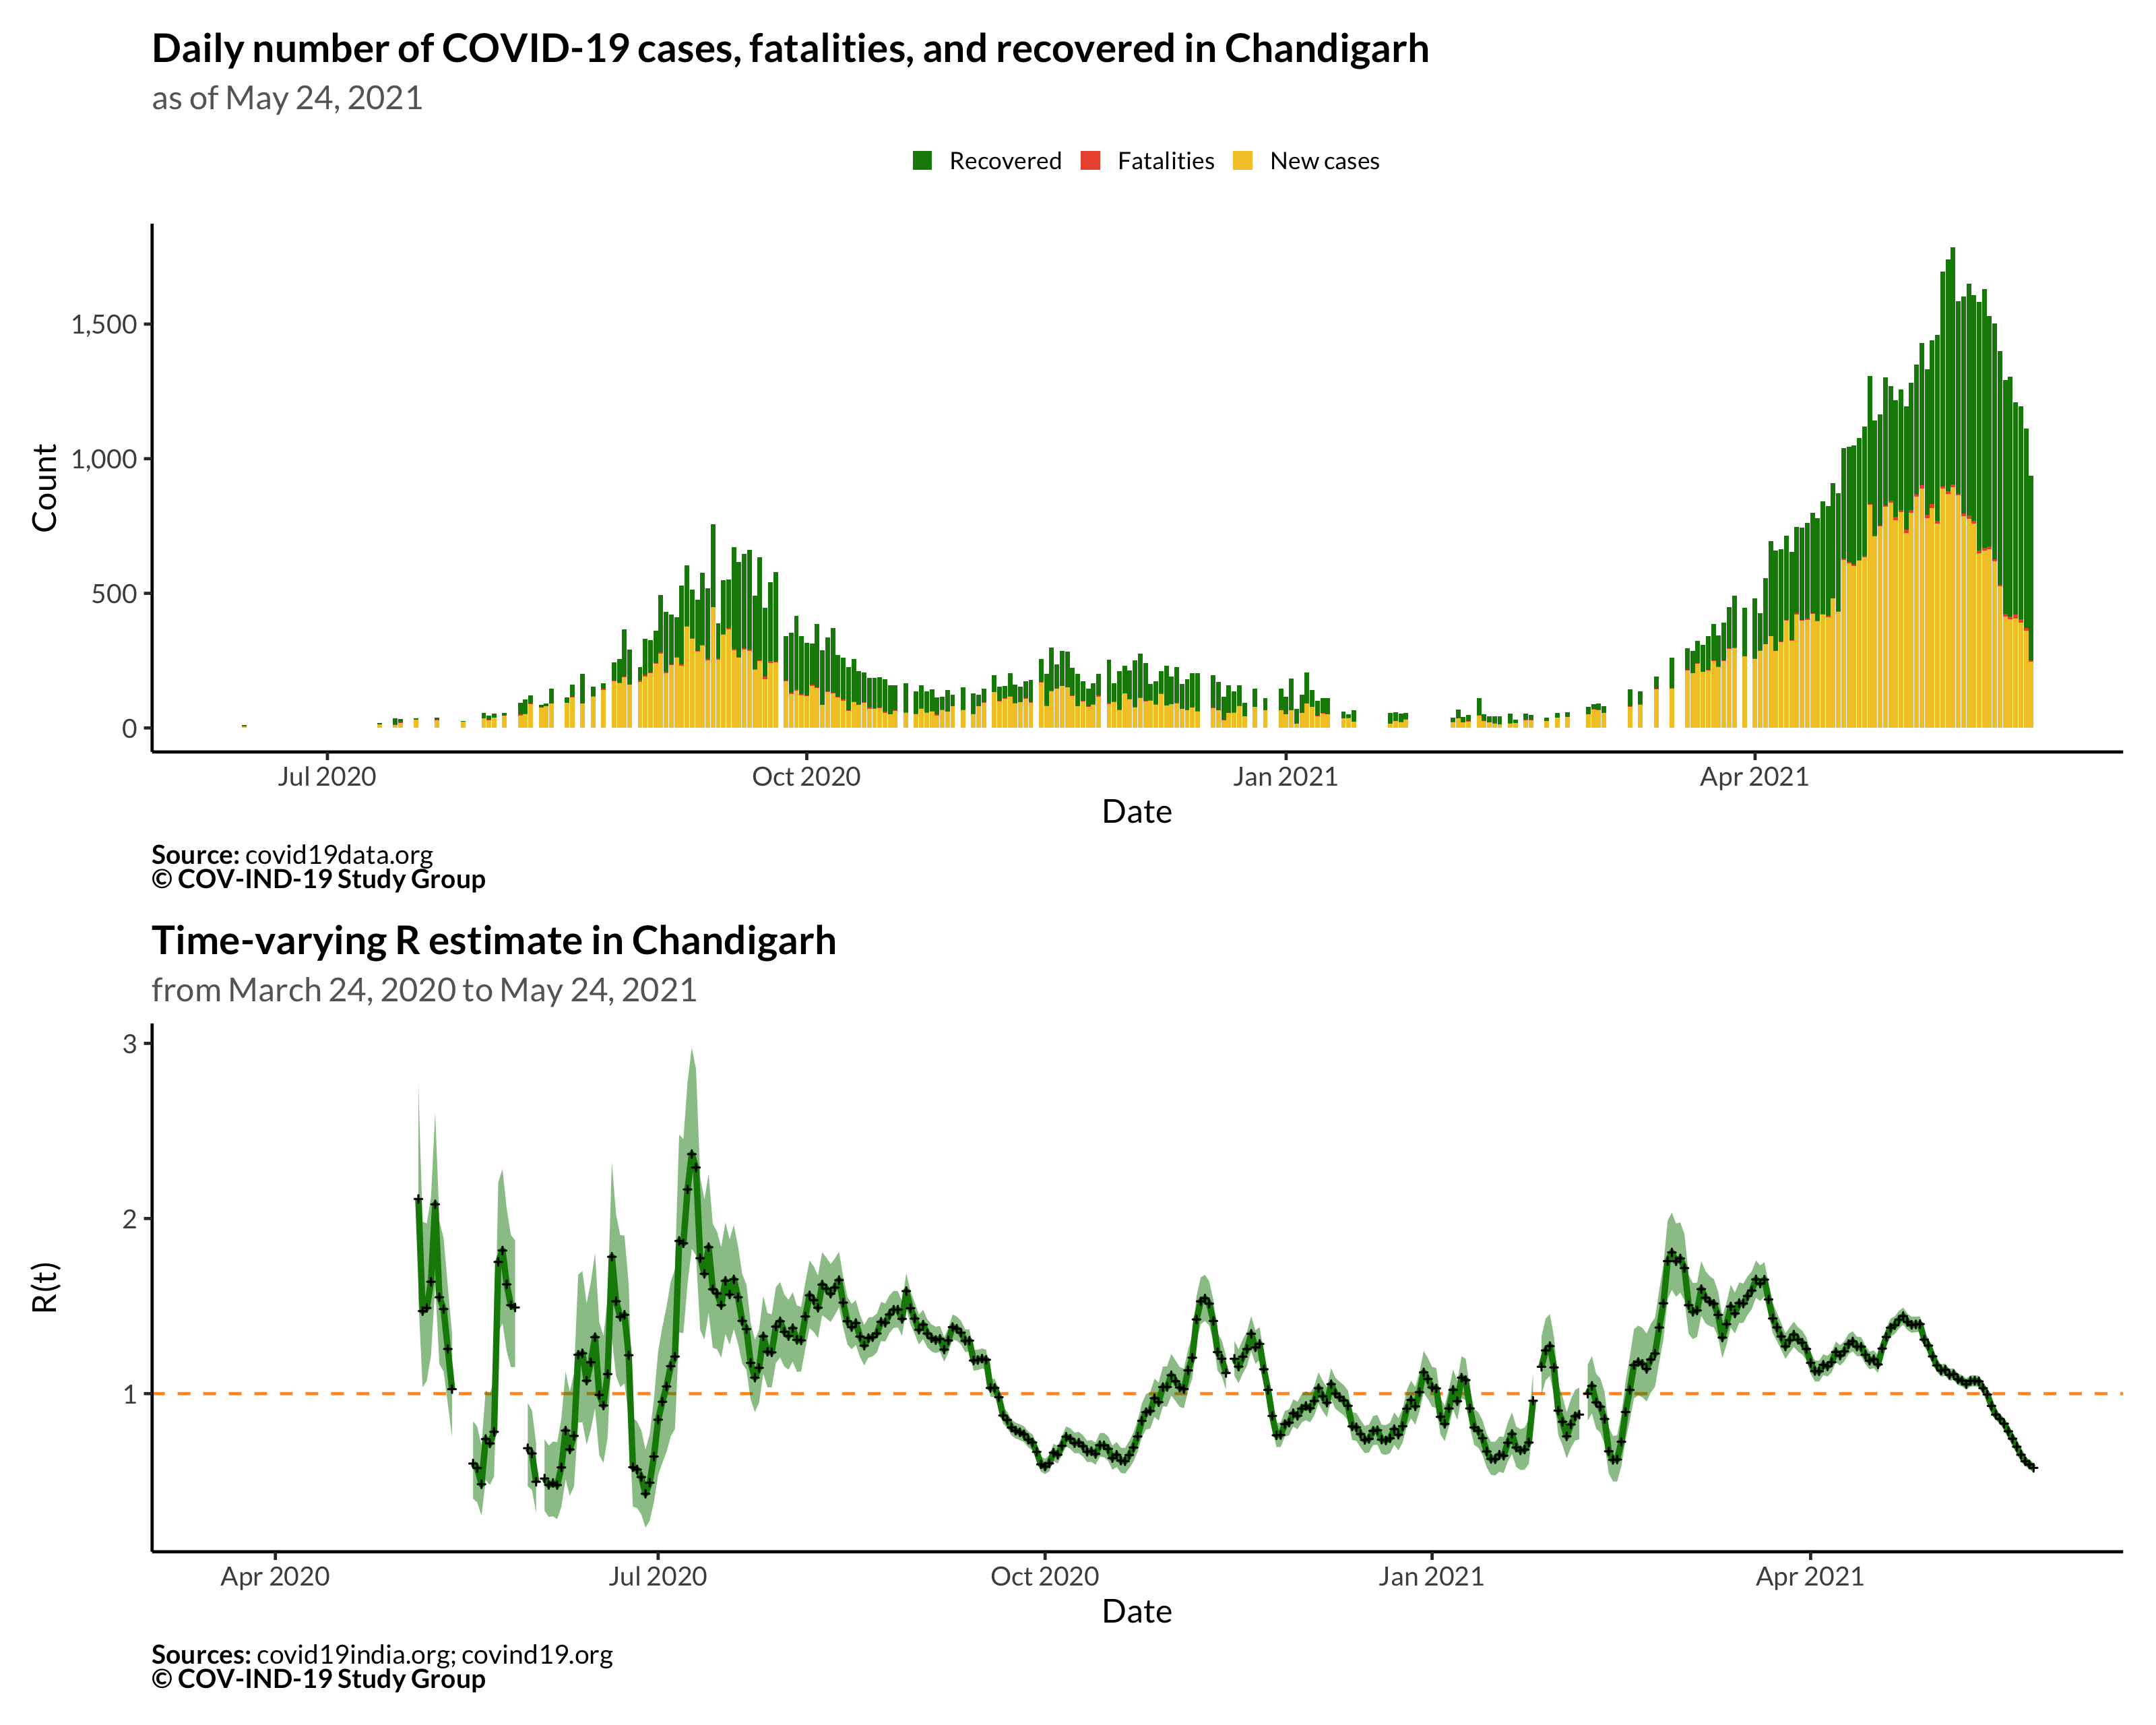 Daily number of COVID-19 cases, fatalities, and recovered in Chandigarh
as of May 24, 2021
Recovered Fatalities New cases
Count
1,500
1,000
500
0
Jul 2020 Oct 2020 Jan 2021 Apr 2021
Date
Source: covid19data.org
© COV-IND-19 Study Group
Time-varying R estimate in Chandigarh
from March 24, 2020 to May 24, 2021
R(t)
3
2
1
Apr 2020 Jul 2020 Oct 2020 Jan 2021 Apr 2021
Date
Sources: covid19india.org; covind19.org
© COV-IND-19 Study Group